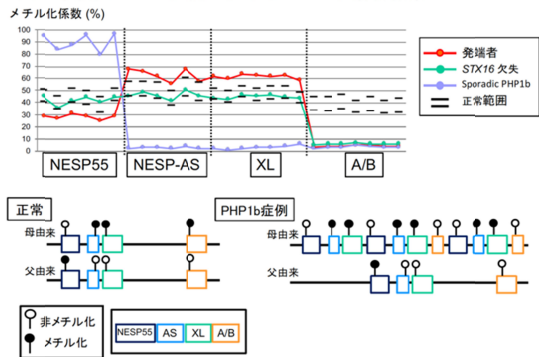 メチル化係数 (%)
100
90
80
70
60
50
40
30
20
10
0
NESP55
NESP-AS
XL
A/B
発端者
STX16 欠失
Sporadic PHP1b
正常範囲
正常
母由来
父由来
PHP1b症例
母由来
父由来
非メチル化
メチル化
NESP55
AS
XL
A/B